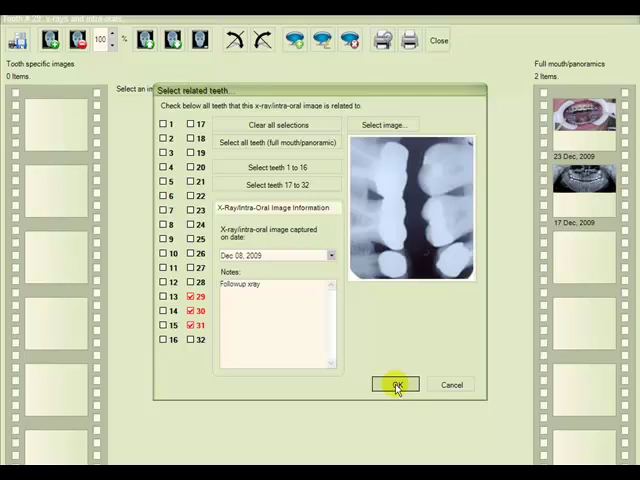 Tooth # 29, x-rays and intra-orals.
100
%
Close
Tooth specific images
0 Items.
Select an im
Full mouth/panoramics
2 Items.
23 Dec, 2009
17 Dec, 2009
Select related teeth...
Check below all teeth that this x-ray/intra-oral image is related to.
1 17
2 18
3 19
4 20
5 21
6 22
7 23
8 24
9 25
10 26
11 27
12 28
13 29
14 30
15 31
16 32
Clear all selections
Select all teeth (full mouth/panoramic)
Select teeth 1 to 16
Select teeth 17 to 32
X-Ray/Intra-Oral Image Information
X-ray/intra-oral image captured
on date:
Dec 08, 2009
Notes:
Followup xray
Select image...
OK
Cancel